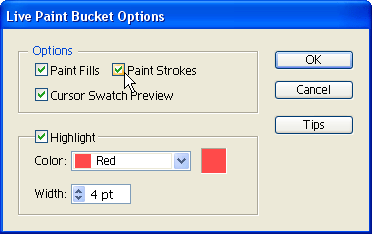 Live Paint Bucket Options
Options
Paint Fills Paint Strokes
Cursor Swatch Preview
Highlight
Color: Red
Width: 4 pt
OK
Cancel
Tips